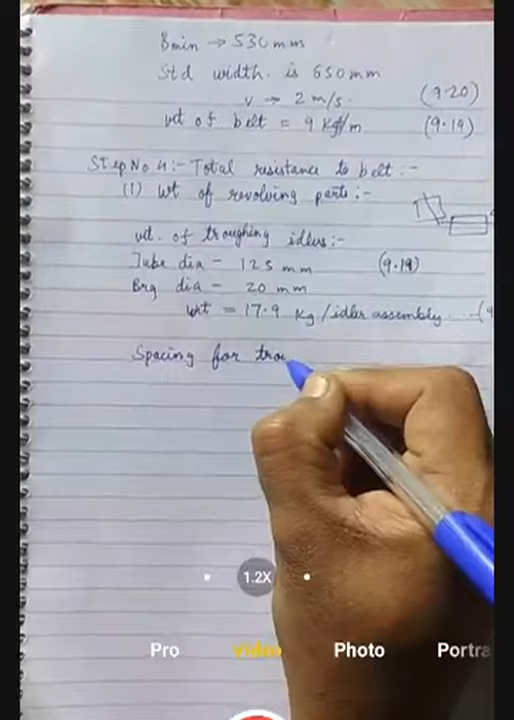 Bmin → 530 mm
Std width. is 650 mm
v → 2 m/s. (9.20)
wt of belt = 9 Kgf/m (9.19)
Step No 4:- Total resistance to belt :-
(1) wt of revolving parts :-
wt. of troughing idlers:-
Tube dia - 125 mm (9.19)
Brg dia - 20 mm
wt = 17.9 Kg/idler assembly ....(9
Spacing for trou
1.2X
Pro Video Photo Portra